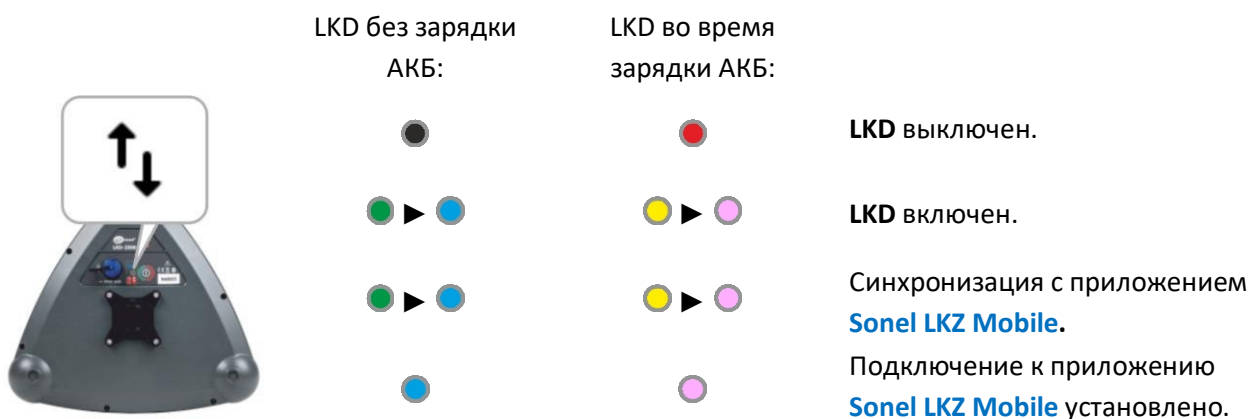 LKD без зарядки
АКБ:
LKD во время
зарядки АКБ:
LKD выключен.
LKD включен.
Синхронизация с приложением
Sonel LKZ Mobile.
Подключение к приложению
Sonel LKZ Mobile установлено.